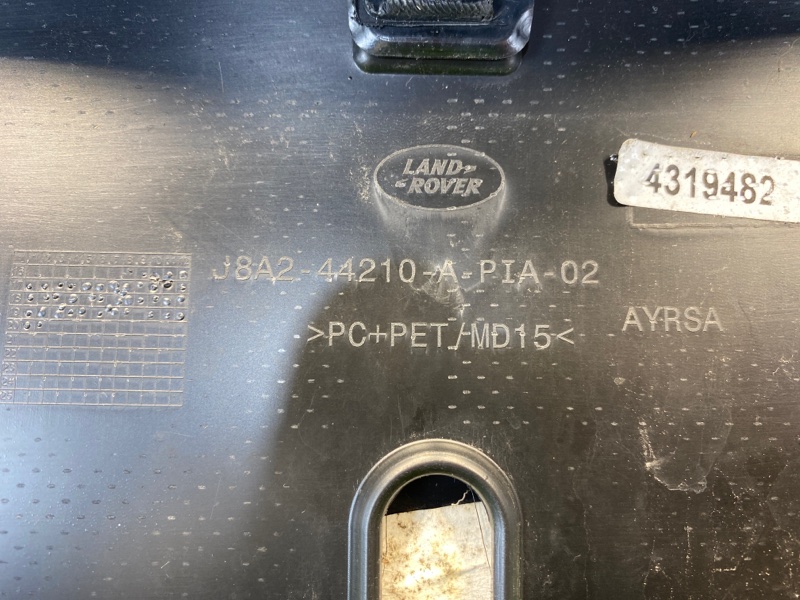 LAND-
-ROVER
4319482
J8A2-44210-A-PIA-02
>PC+PET/MD15<
AYRSA